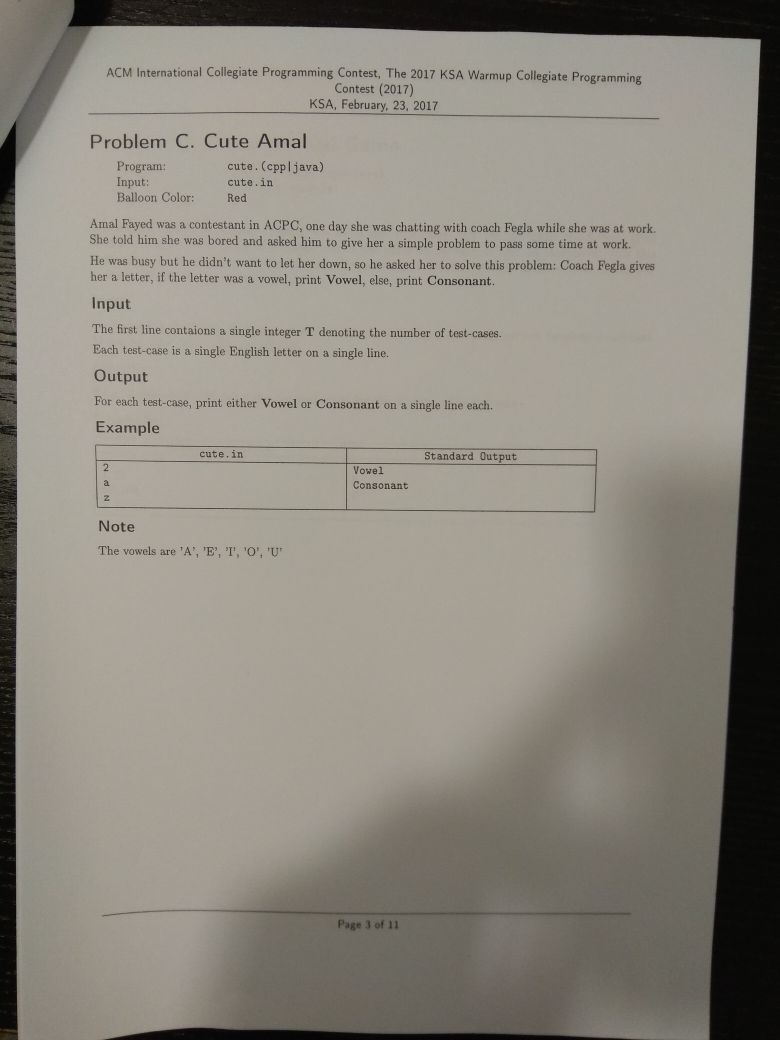 ACM International Collegiate Programming Contest, The 2017 KSA Warmup Collegiate Programming
Contest (2017)
KSA, February, 23, 2017
Problem C. Cute Amal
Program: cute.(cpp|java)
Input: cute.in
Balloon Color: Red
Amal Fayed was a contestant in ACPC, one day she was chatting with coach Fegla while she was at work.
She told him she was bored and asked him to give her a simple problem to pass some time at work.
He was busy but he didn't want to let her down, so he asked her to solve this problem: Coach Fegla gives
her a letter, if the letter was a vowel, print Vowel, else, print Consonant.
Input
The first line contaions a single integer T denoting the number of test-cases.
Each test-case is a single English letter on a single line.
Output
For each test-case, print either Vowel or Consonant on a single line each.
Example
cute.in Standard Output
2 Vowel
a Consonant
z
Note
The vowels are 'A', 'E', 'I', 'O', 'U'
Page 3 of 11